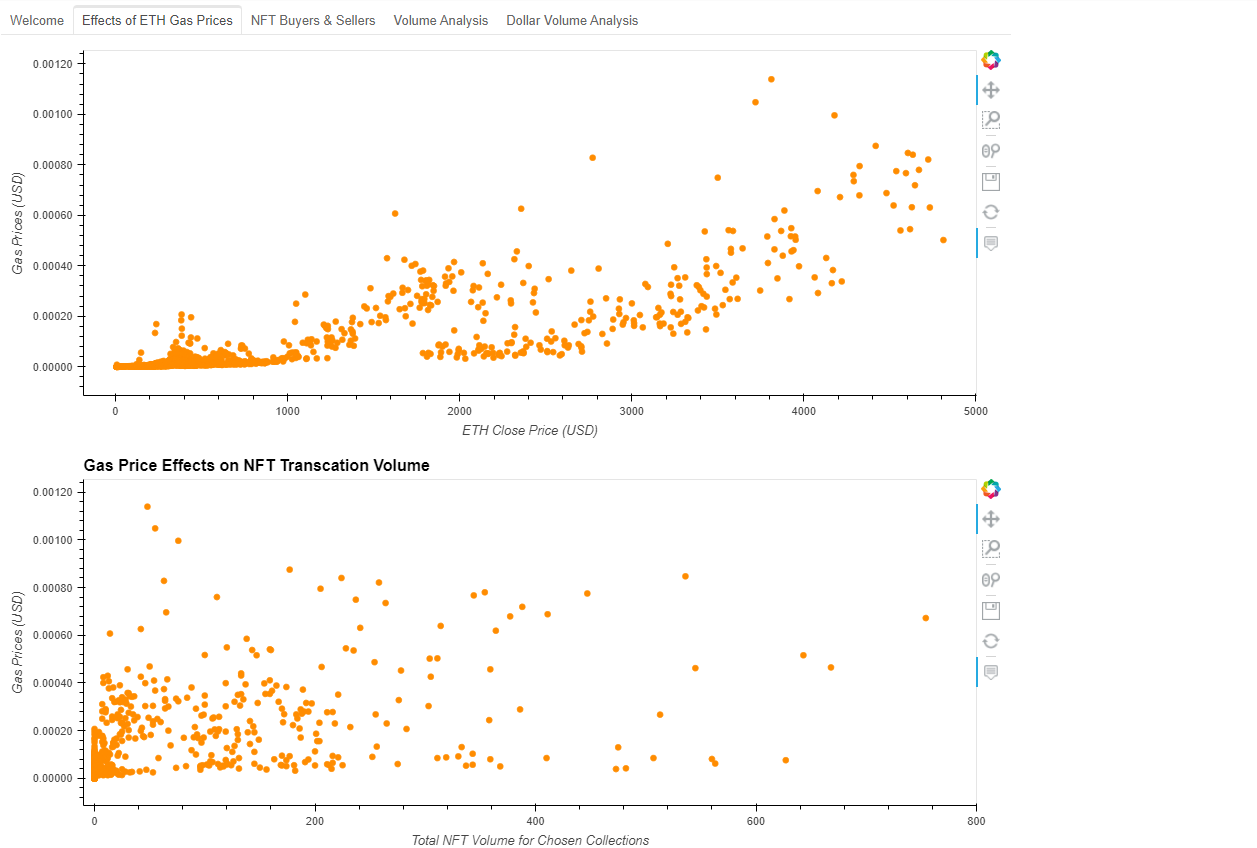 Welcome Effects of ETH Gas Prices NFT Buyers & Sellers Volume Analysis Dollar Volume Analysis
0.00120
0.00100
0.00080
0.00060
0.00040
0.00020
0.00000
Gas Prices (USD)
0 1000 2000 3000 4000 5000
ETH Close Price (USD)
Gas Price Effects on NFT Transcation Volume
0.00120
0.00100
0.00080
0.00060
0.00040
0.00020
0.00000
Gas Prices (USD)
0 200 400 600 800
Total NFT Volume for Chosen Collections